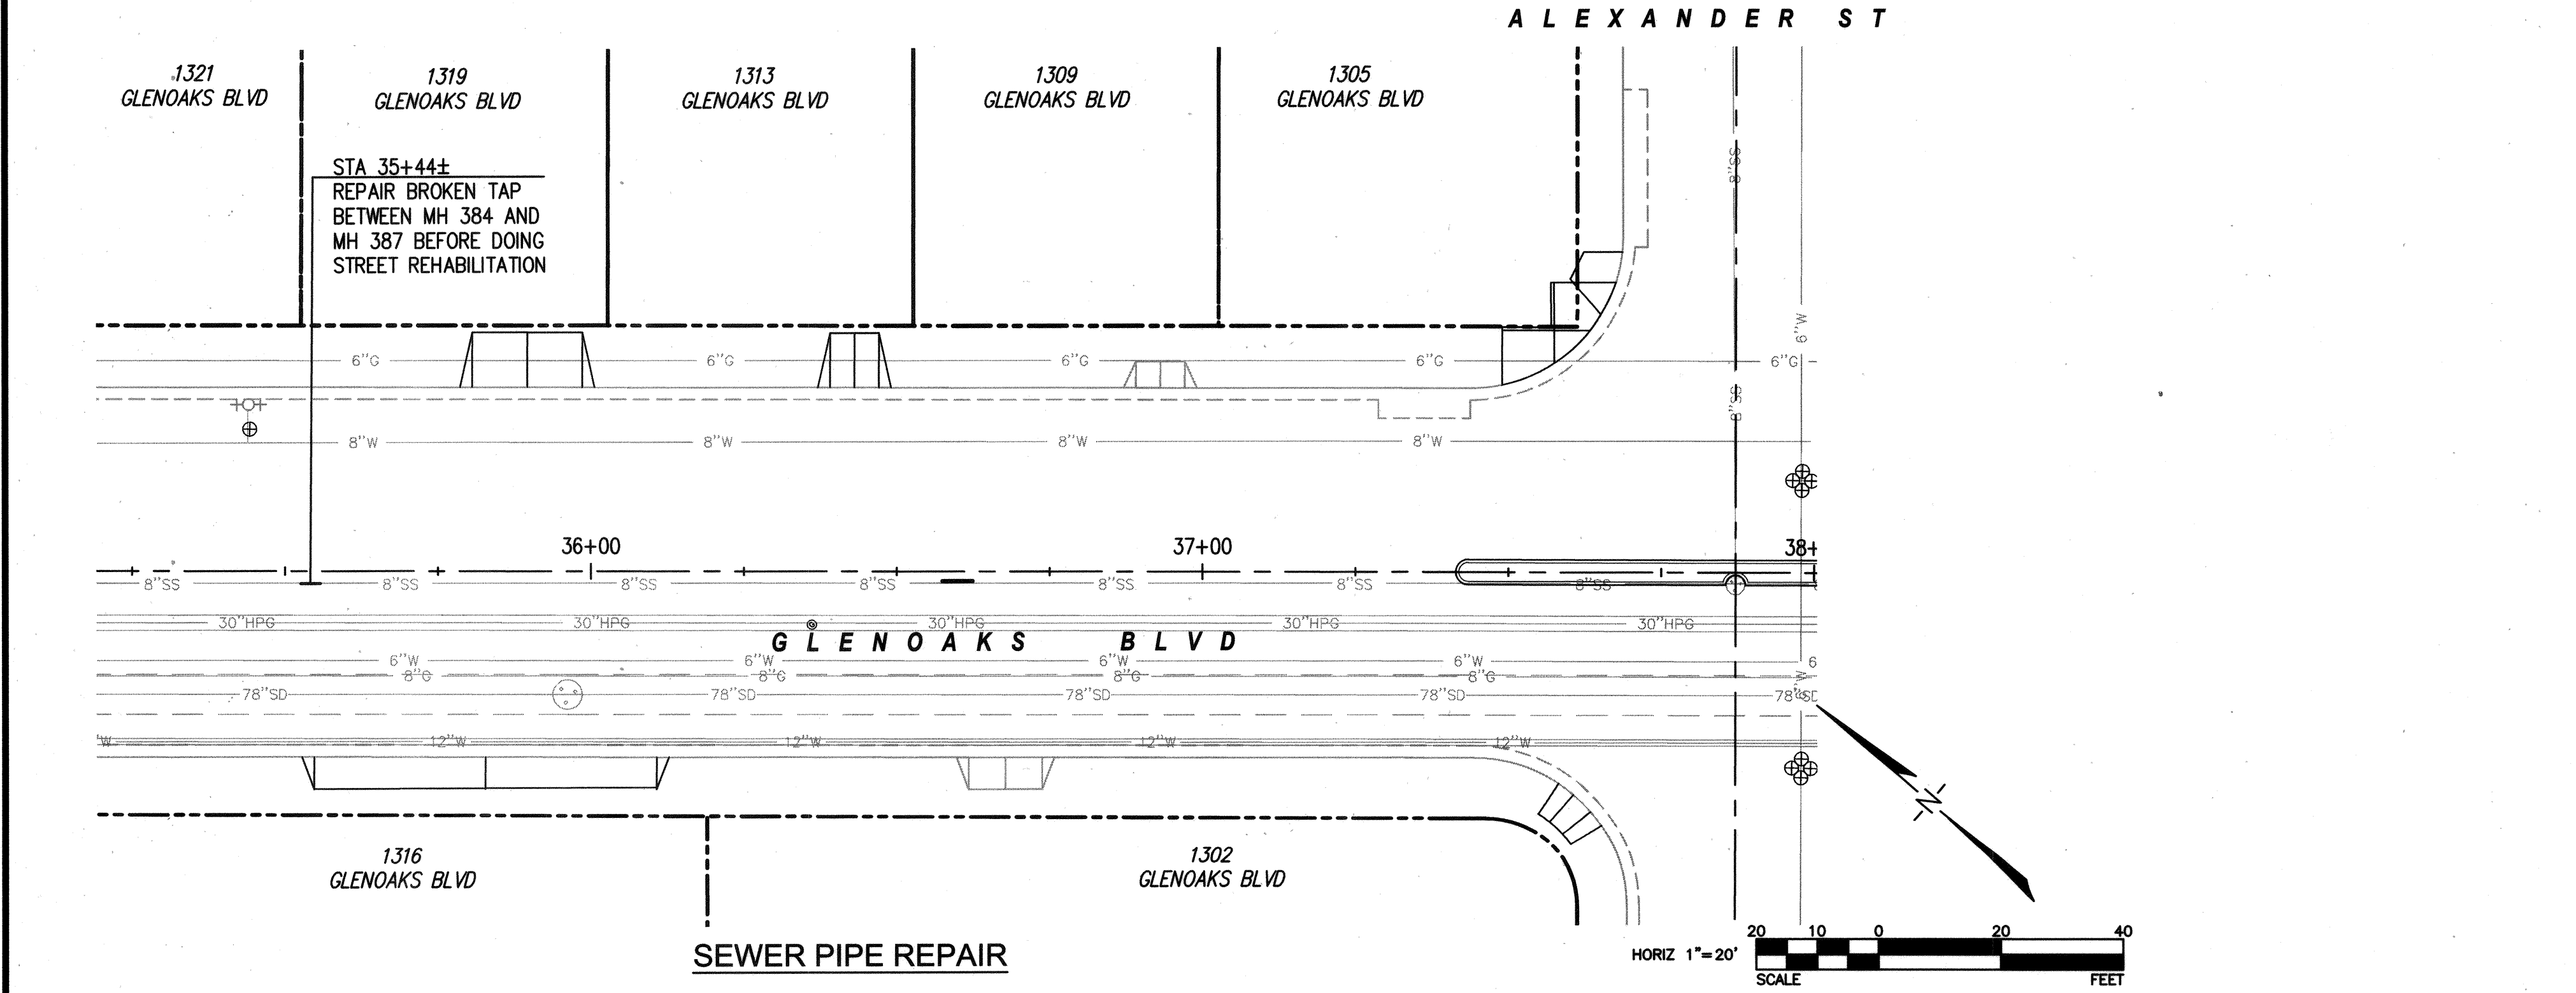 ALEXANDER ST
1321
GLENOAKS BLVD
1319
GLENOAKS BLVD
1313
GLENOAKS BLVD
1309
GLENOAKS BLVD
1305
GLENOAKS BLVD
STA 35+44±
REPAIR BROKEN TAP
BETWEEN MH 384 AND
MH 387 BEFORE DOING
STREET REHABILITATION
8"SS
6"W
6"G 6"G 6"G 6"G 6"G
8"SS
8"W 8"W 8"W 8"W
36+00 37+00 38+
8"SS 8"SS 8"SS 8"SS 8"SS 8"SS 8"SS
30"HPG 30"HPG 30"HPG 30"HPG 30"HPG
GLENOAKS BLVD
6"W 6"W 6"W 6"W 6
8"G 8"G 8"G 8"G
6"W
78"SD 78"SD 78"SD 78"SD 78"SD
"W 12"W 12"W 12"W 12"W
N
1316
GLENOAKS BLVD
1302
GLENOAKS BLVD
SEWER PIPE REPAIR
HORIZ 1"=20'
20 10 0 20 40
SCALE FEET